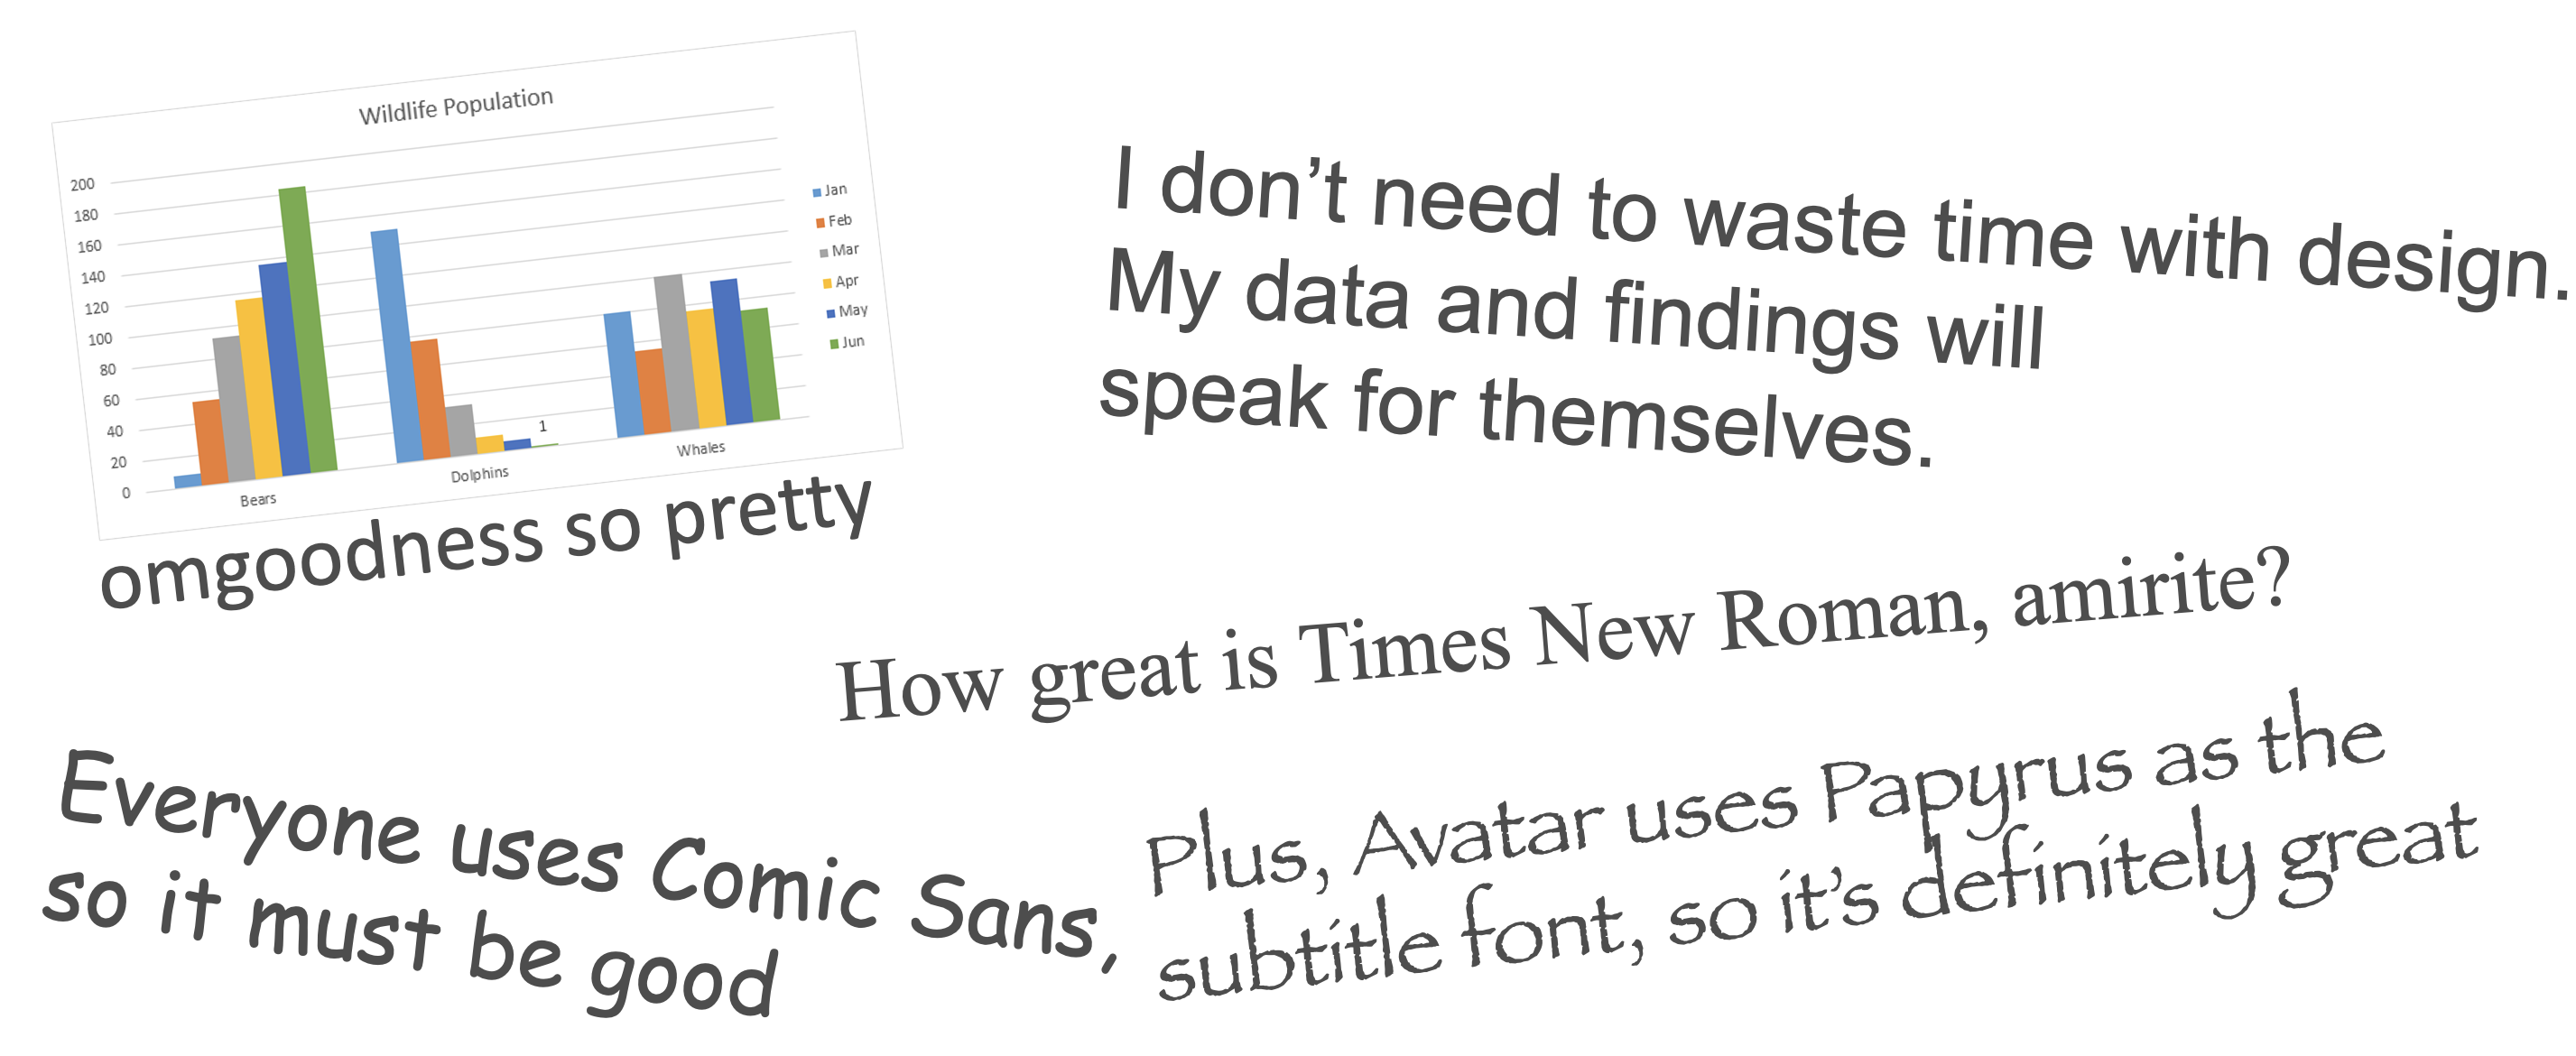 Wildlife Population
200
180
160
140
120
100
80
60
40
20
0
1
Bears
Dolphins
Whales
Jan
Feb
Mar
Apr
May
Jun
omgoodness so pretty
I don’t need to waste time with design.
My data and findings will
speak for themselves.
How great is Times New Roman, amirite?
Everyone uses Comic Sans,
so it must be good
Plus, Avatar uses Papyrus as the
subtitle font, so it’s definitely great